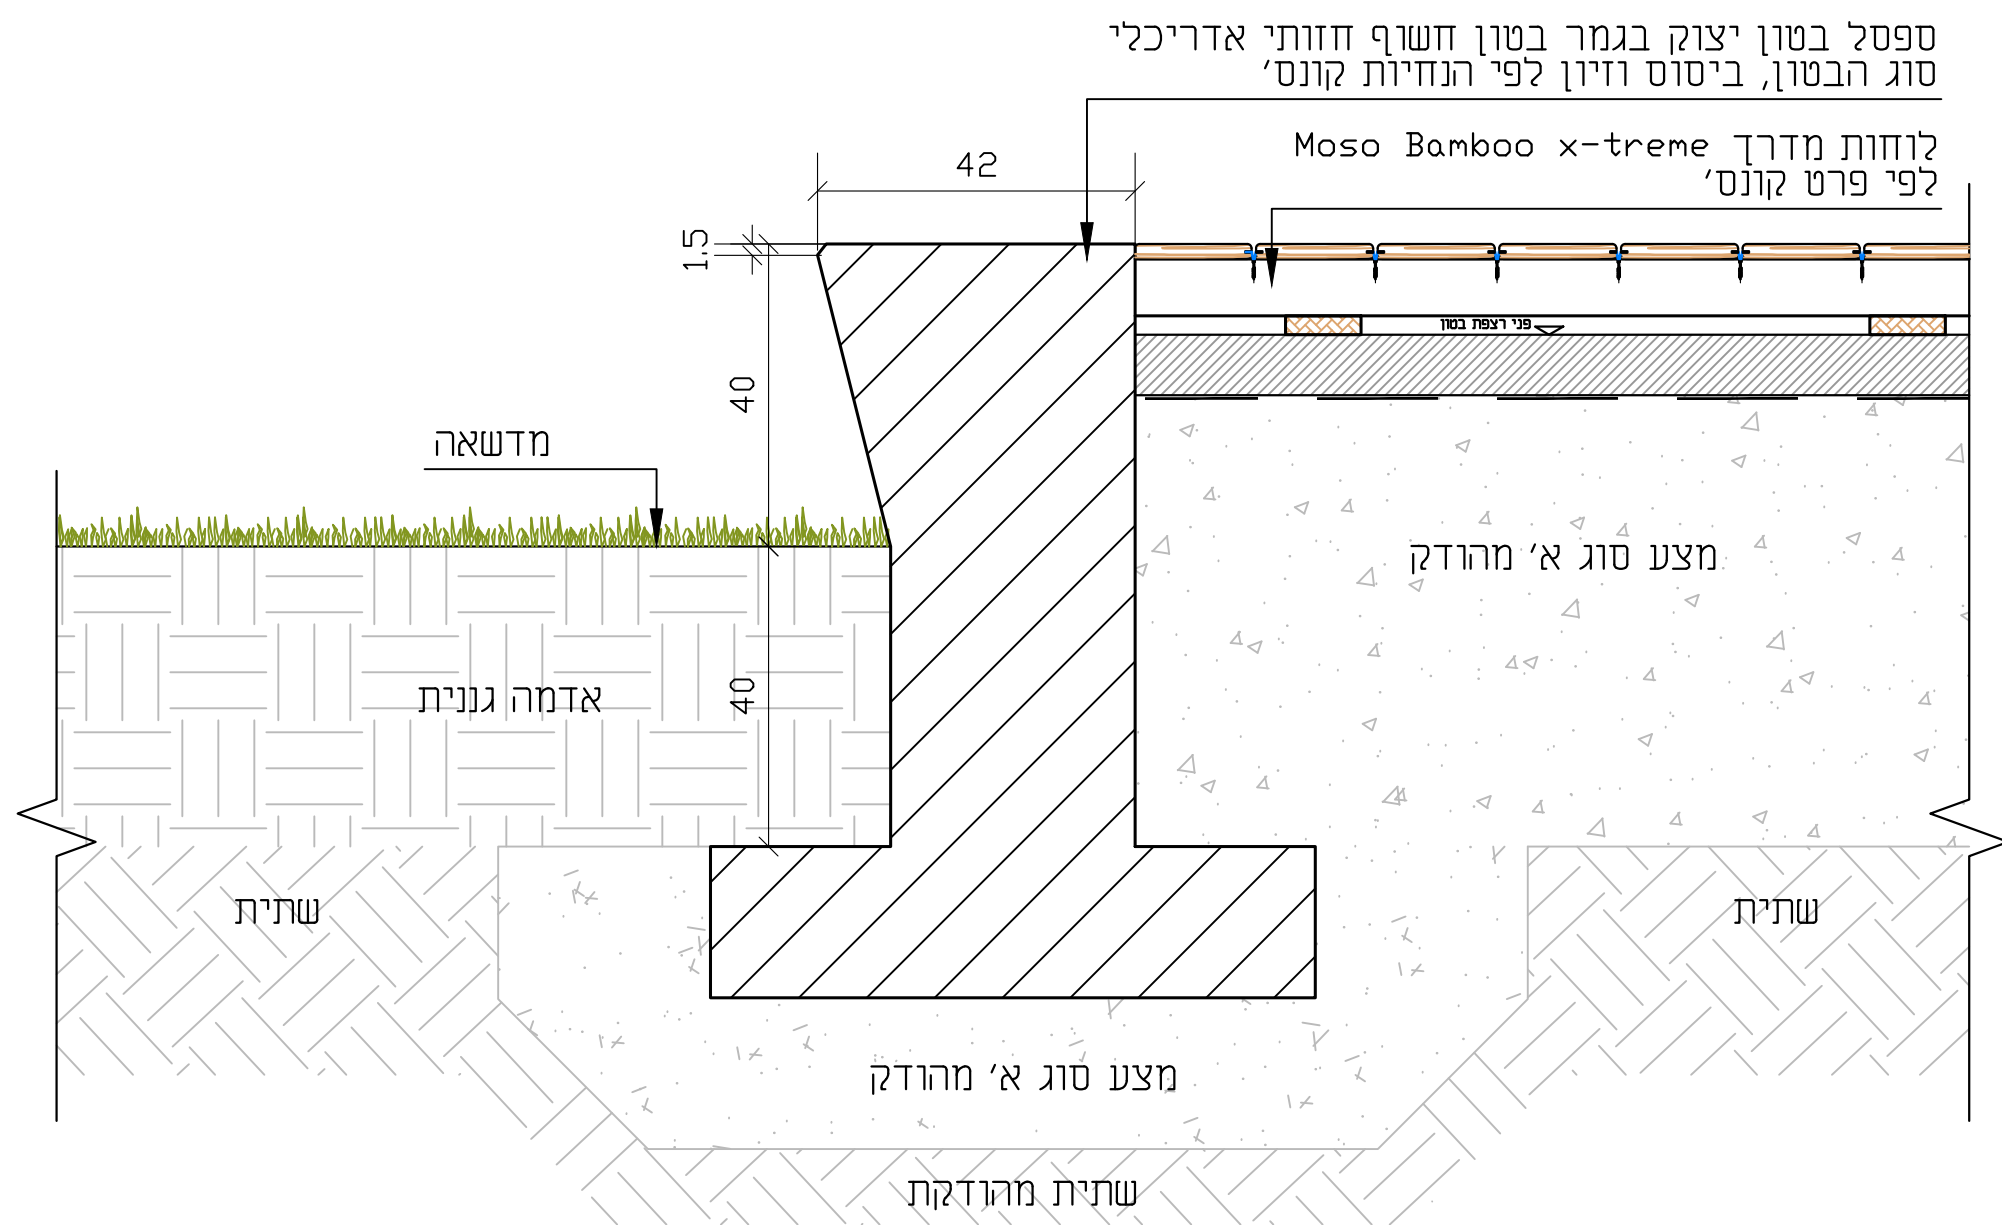 ספסל בטון יצוק בגמר בטון חשוף חזותי אדריכלי
סוג הבטון, ביסוס וזיון לפי הנחיות קונס'
לוחות מדרך Moso Bamboo x-treme
לפי פרט קונס'
42
1.5
פני רצפת בטון
40
מדשאה
מצע סוג א' מהודק
40
אדמה גננית
שתית
שתית
מצע סוג א' מהודק
שתית מהודקת